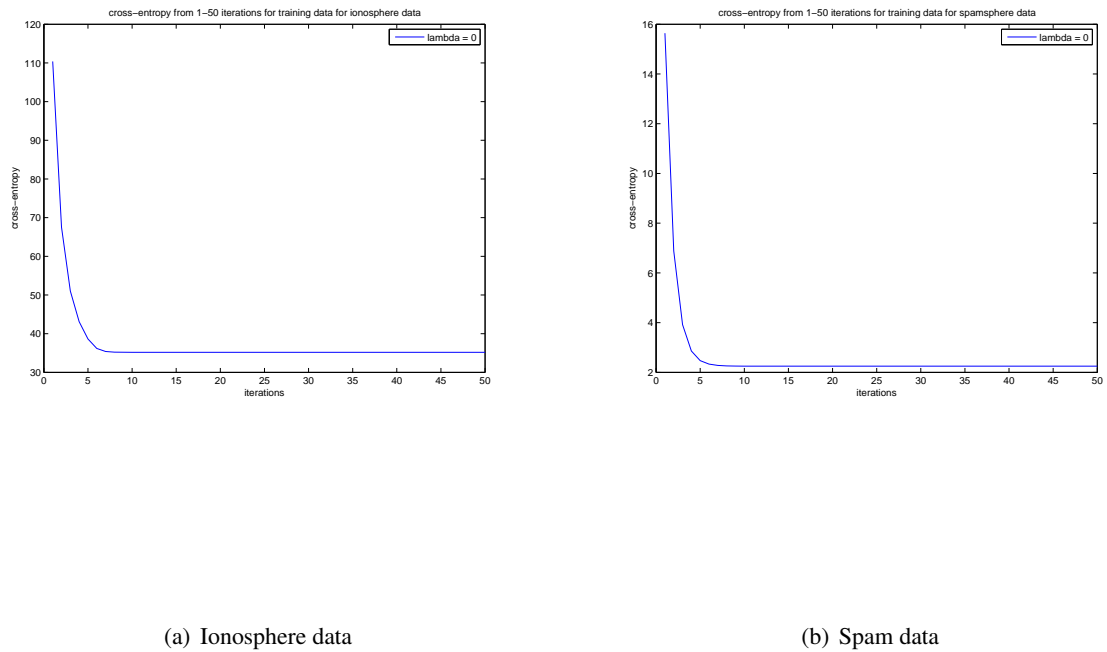 cross−entropy from 1−50 iterations for training data for ionosphere data
120
110
100
90
80
70
60
50
40
30
cross−entropy
0 5 10 15 20 25 30 35 40 45 50
iterations
lambda = 0
cross−entropy from 1−50 iterations for training data for spamsphere data
16
14
12
10
8
6
4
2
cross−entropy
0 5 10 15 20 25 30 35 40 45 50
iterations
lambda = 0
(a) Ionosphere data
(b) Spam data